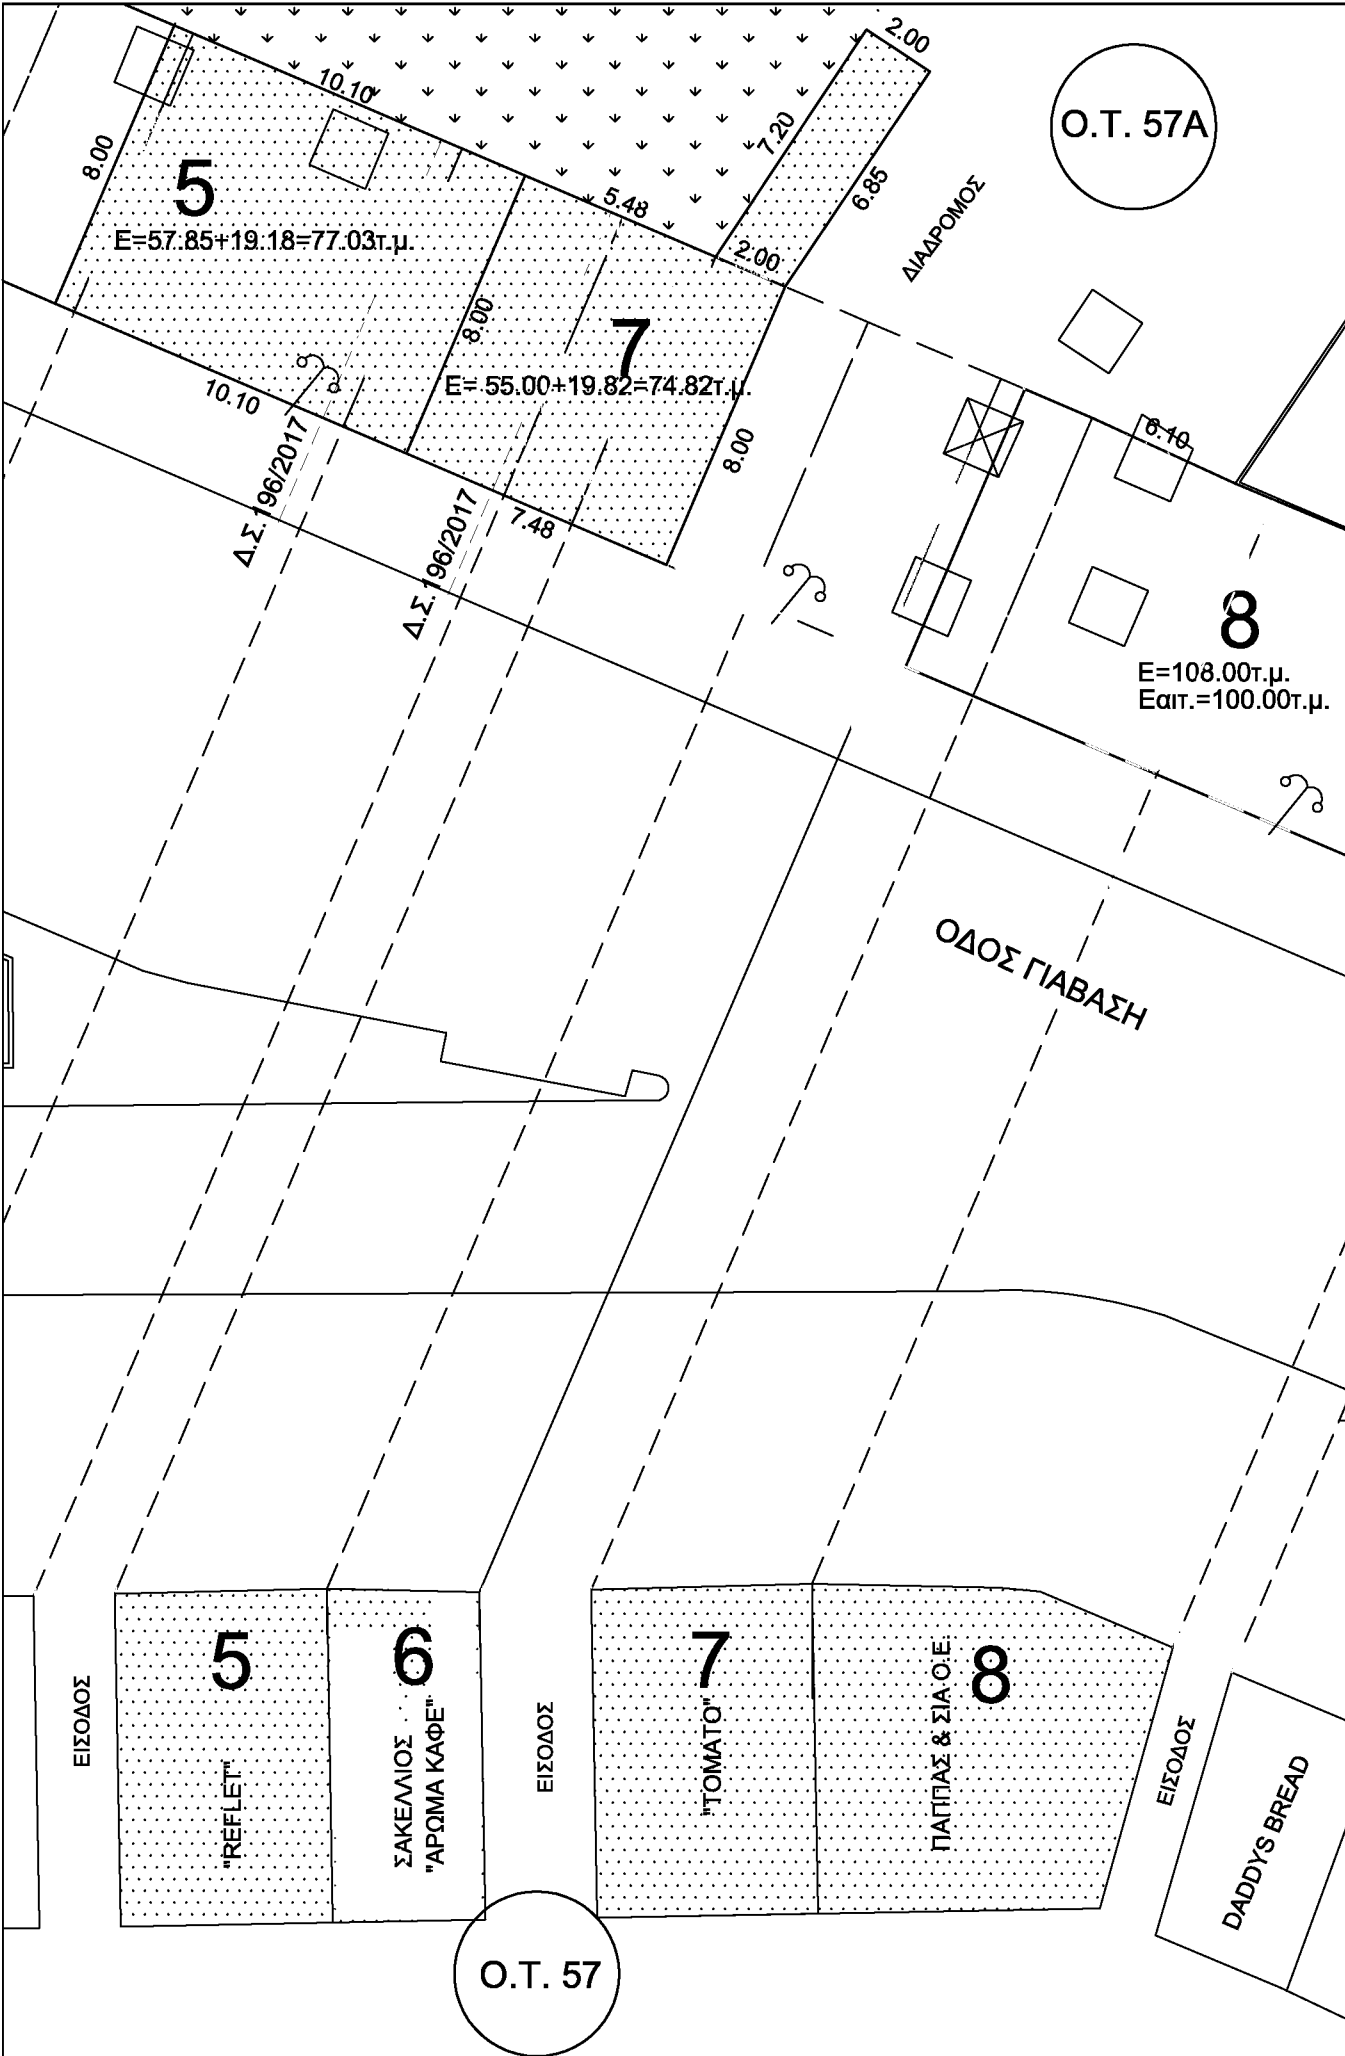 2.00
Ο.Τ. 57Α
10.10
7.20
8.00
5
6.85
ΔΙΑΔΡΟΜΟΣ
5.48
Ε=57.85+19.18=77.03τ.μ.
2.00
8.00
7
Ε= 55.00+19.82=74.82τ.μ.
10.10
8.00
6.10
Δ.Σ. 196/2017
Δ.Σ. 196/2017
7.48
8
Ε=108.00τ.μ.
Εαιτ.=100.00τ.μ.
ΟΔΟΣ ΓΙΑΒΑΣΗ
ΕΙΣΟΔΟΣ
5
"REFLET"
6
ΣΑΚΕΛΛΙΟΣ
"ΑΡΩΜΑ ΚΑΦΕ"
ΕΙΣΟΔΟΣ
7
"TOMATO"
8
ΠΑΠΠΑΣ & ΣΙΑ Ο.Ε.
ΕΙΣΟΔΟΣ
DADDYS BREAD
Ο.Τ. 57